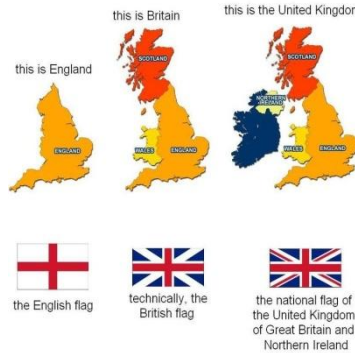 this is England
this is Britain
this is the United Kingdom
ENGLAND
SCOTLAND
WALES
ENGLAND
SCOTLAND
NORTHERN
IRELAND
WALES
ENGLAND
the English flag
technically, the
British flag
the national flag of
the United Kingdom
of Great Britain and
Northern Ireland